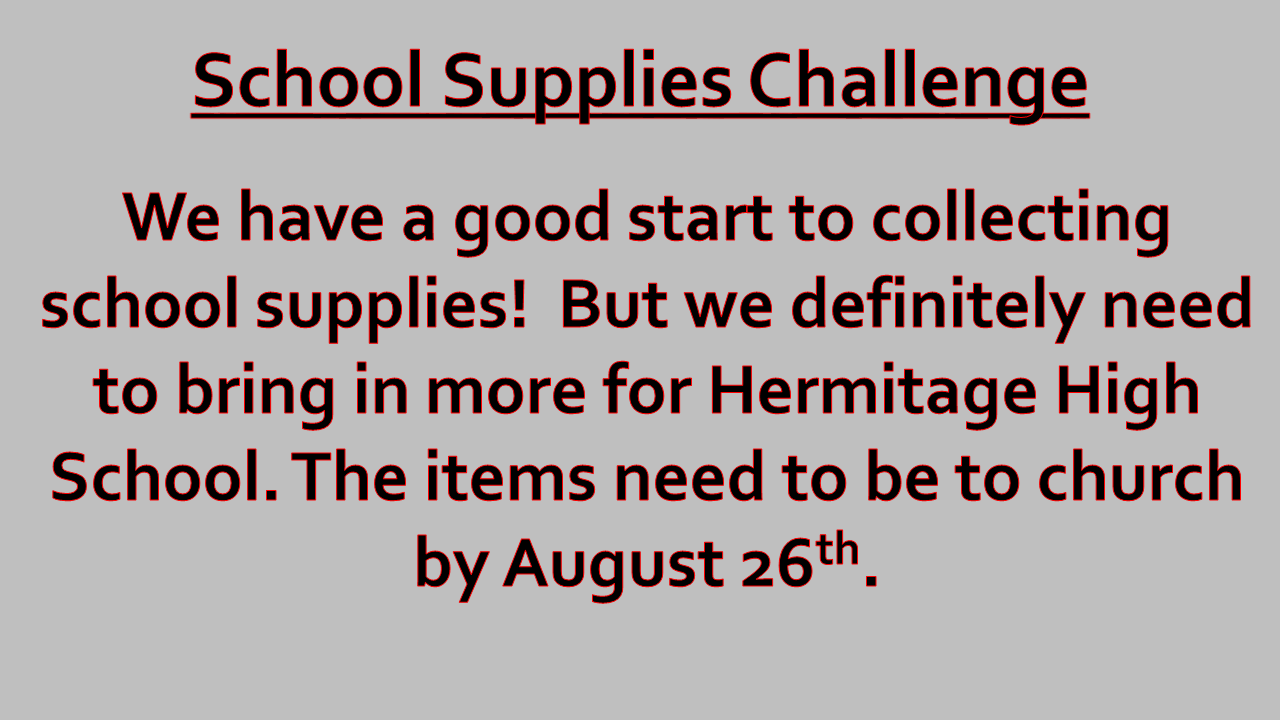 School Supplies Challenge
We have a good start to collecting
school supplies!  But we definitely need
to bring in more for Hermitage High
School. The items need to be to church
by August 26th.